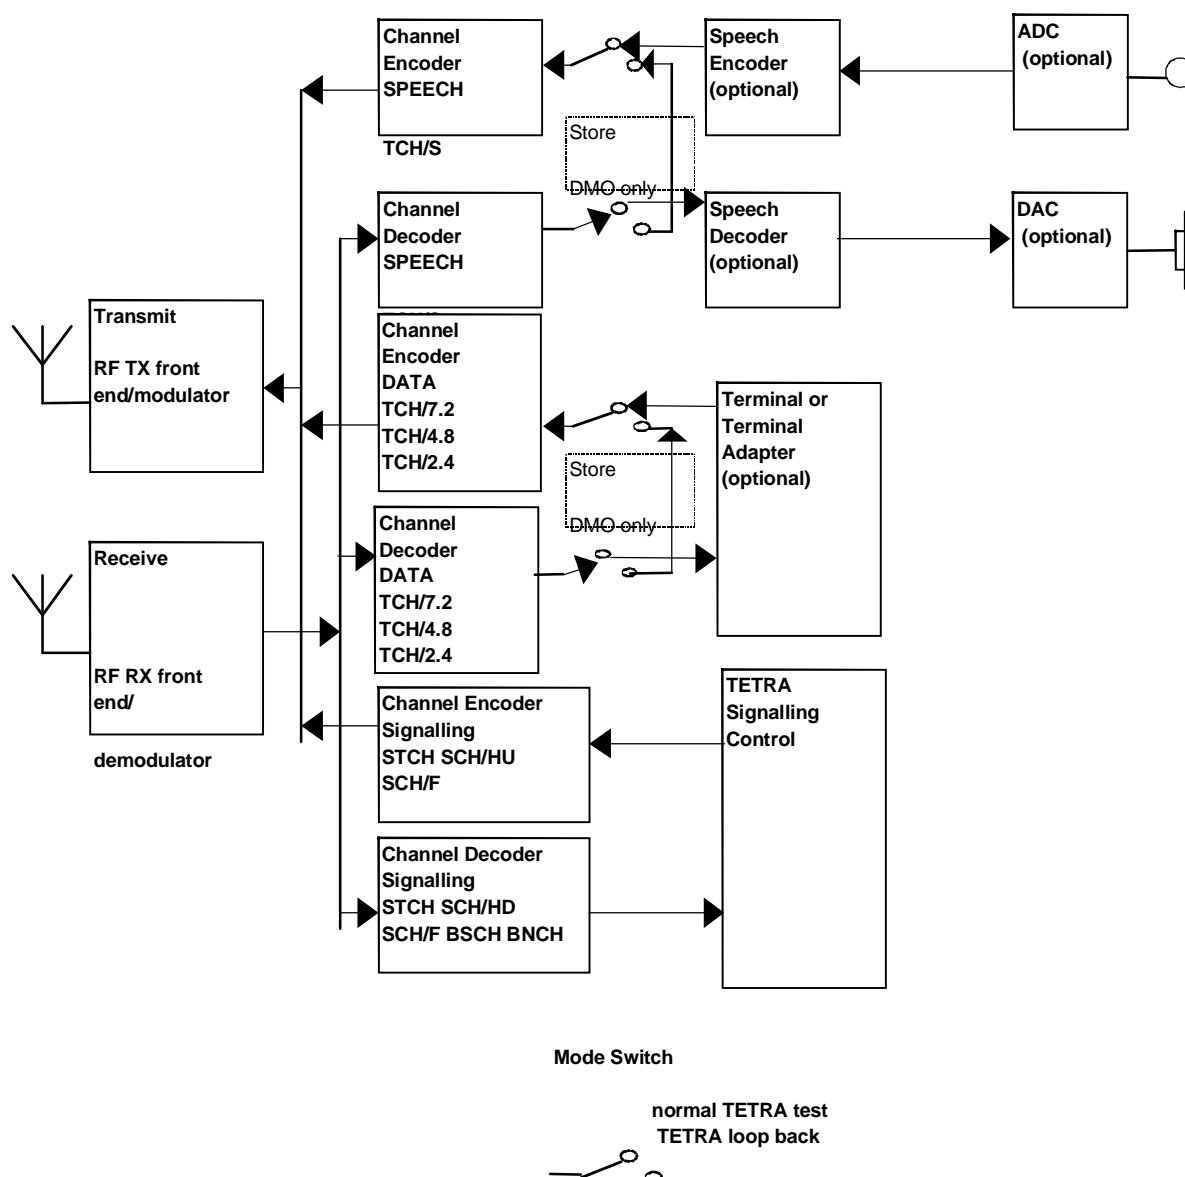 Channel
Encoder
SPEECH
TCH/S
Speech
Encoder
(optional)
ADC
(optional)
Store
DMO only
Channel
Decoder
SPEECH
Speech
Decoder
(optional)
DAC
(optional)
Transmit
RF TX front
end/modulator
Channel
Encoder
DATA
TCH/7.2
TCH/4.8
TCH/2.4
Terminal or
Terminal
Adapter
(optional)
Store
DMO only
Receive
RF RX front
end/
demodulator
Channel
Decoder
DATA
TCH/7.2
TCH/4.8
TCH/2.4
Channel Encoder
Signalling
STCH SCH/HU
SCH/F
TETRA
Signalling
Control
Channel Decoder
Signalling
STCH SCH/HD
SCH/F BSCH BNCH
Mode Switch
normal TETRA test
TETRA loop back